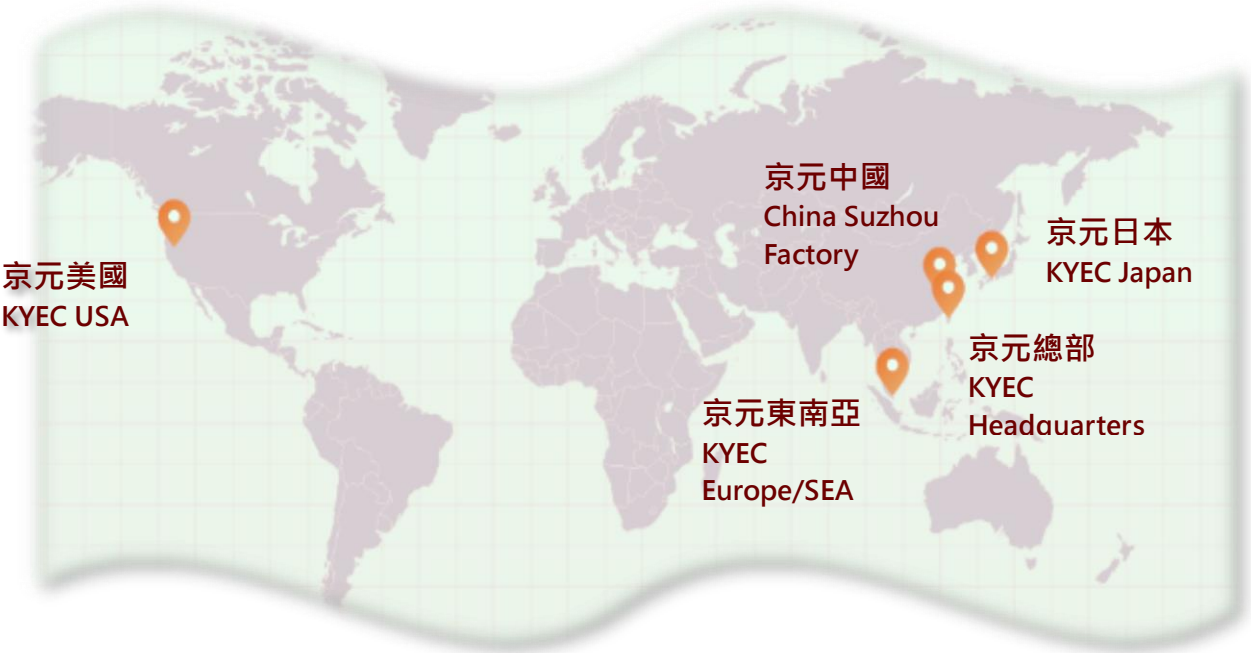 京元中國
China Suzhou
Factory
京元日本
KYEC Japan
京元美國
KYEC USA
京元總部
KYEC
Headquarters
京元東南亞
KYEC
Europe/SEA